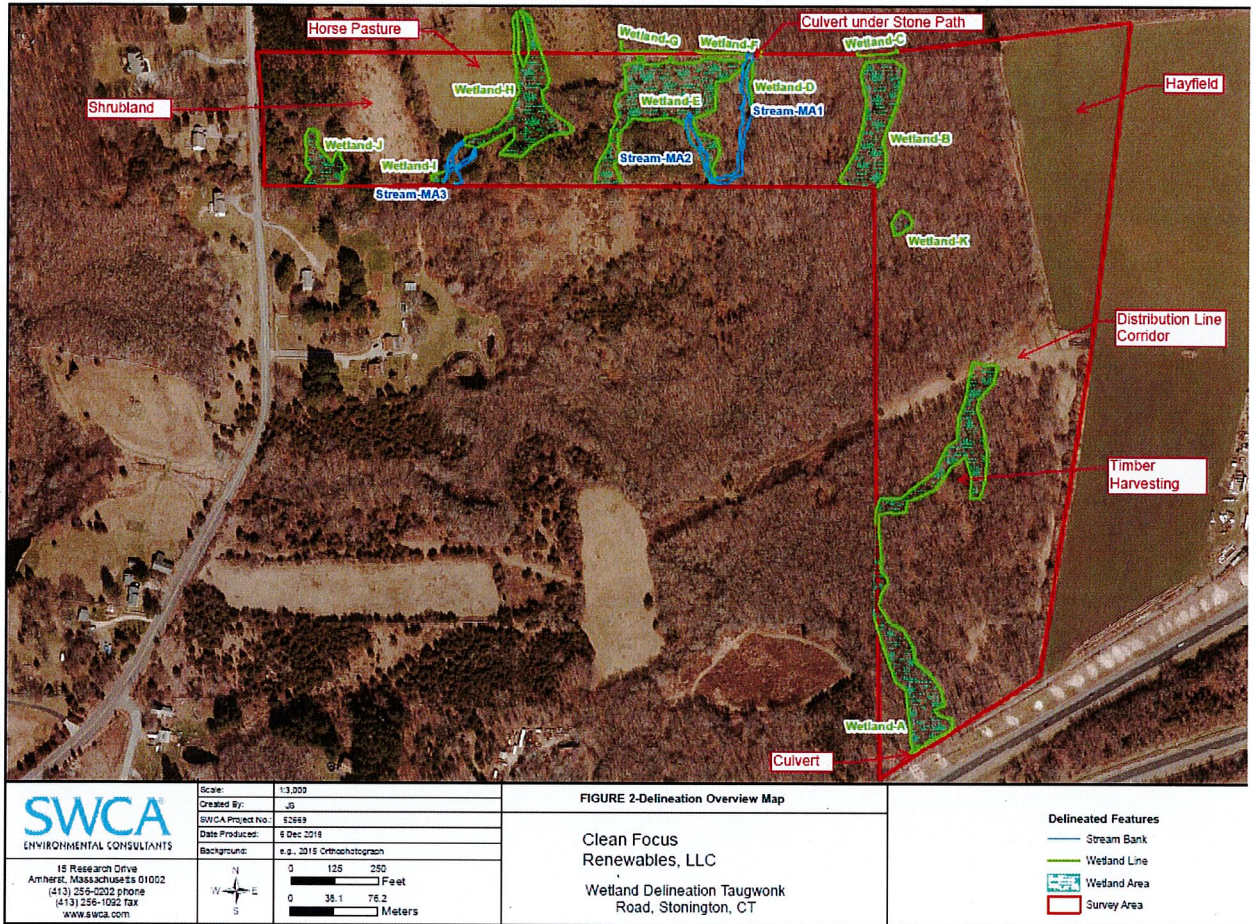 Horse Pasture
Culvert under Stone Path
Wetland-G
Wetland-F
Wetland-C
Hayfield
Shrubland
Wetland-H
Wetland-E
Wetland-D
Stream-MA1
Wetland-B
Wetland-J
Wetland-I
Stream-MA2
Stream-MA3
Wetland-K
Distribution Line
Corridor
Timber
Harvesting
Wetland-A
Culvert
SWCA
ENVIRONMENTAL CONSULTANTS
15 Research Drive
Amherst, Massachusetts 01002
(413) 256-0202 phone
(413) 256-1092 fax
www.swca.com
Scale: 1:3,000
Created By: JS
SWCA Project No.: 52669
Date Produced: 6 Dec 2018
Background: e.g., 2015 Orthophotograph
N
W E
S
0 125 250
Feet
0 38.1 76.2
Meters
FIGURE 2-Delineation Overview Map
Clean Focus
Renewables, LLC
Wetland Delineation Taugwonk
Road, Stonington, CT
Delineated Features
Stream Bank
Wetland Line
Wetland Area
Survey Area